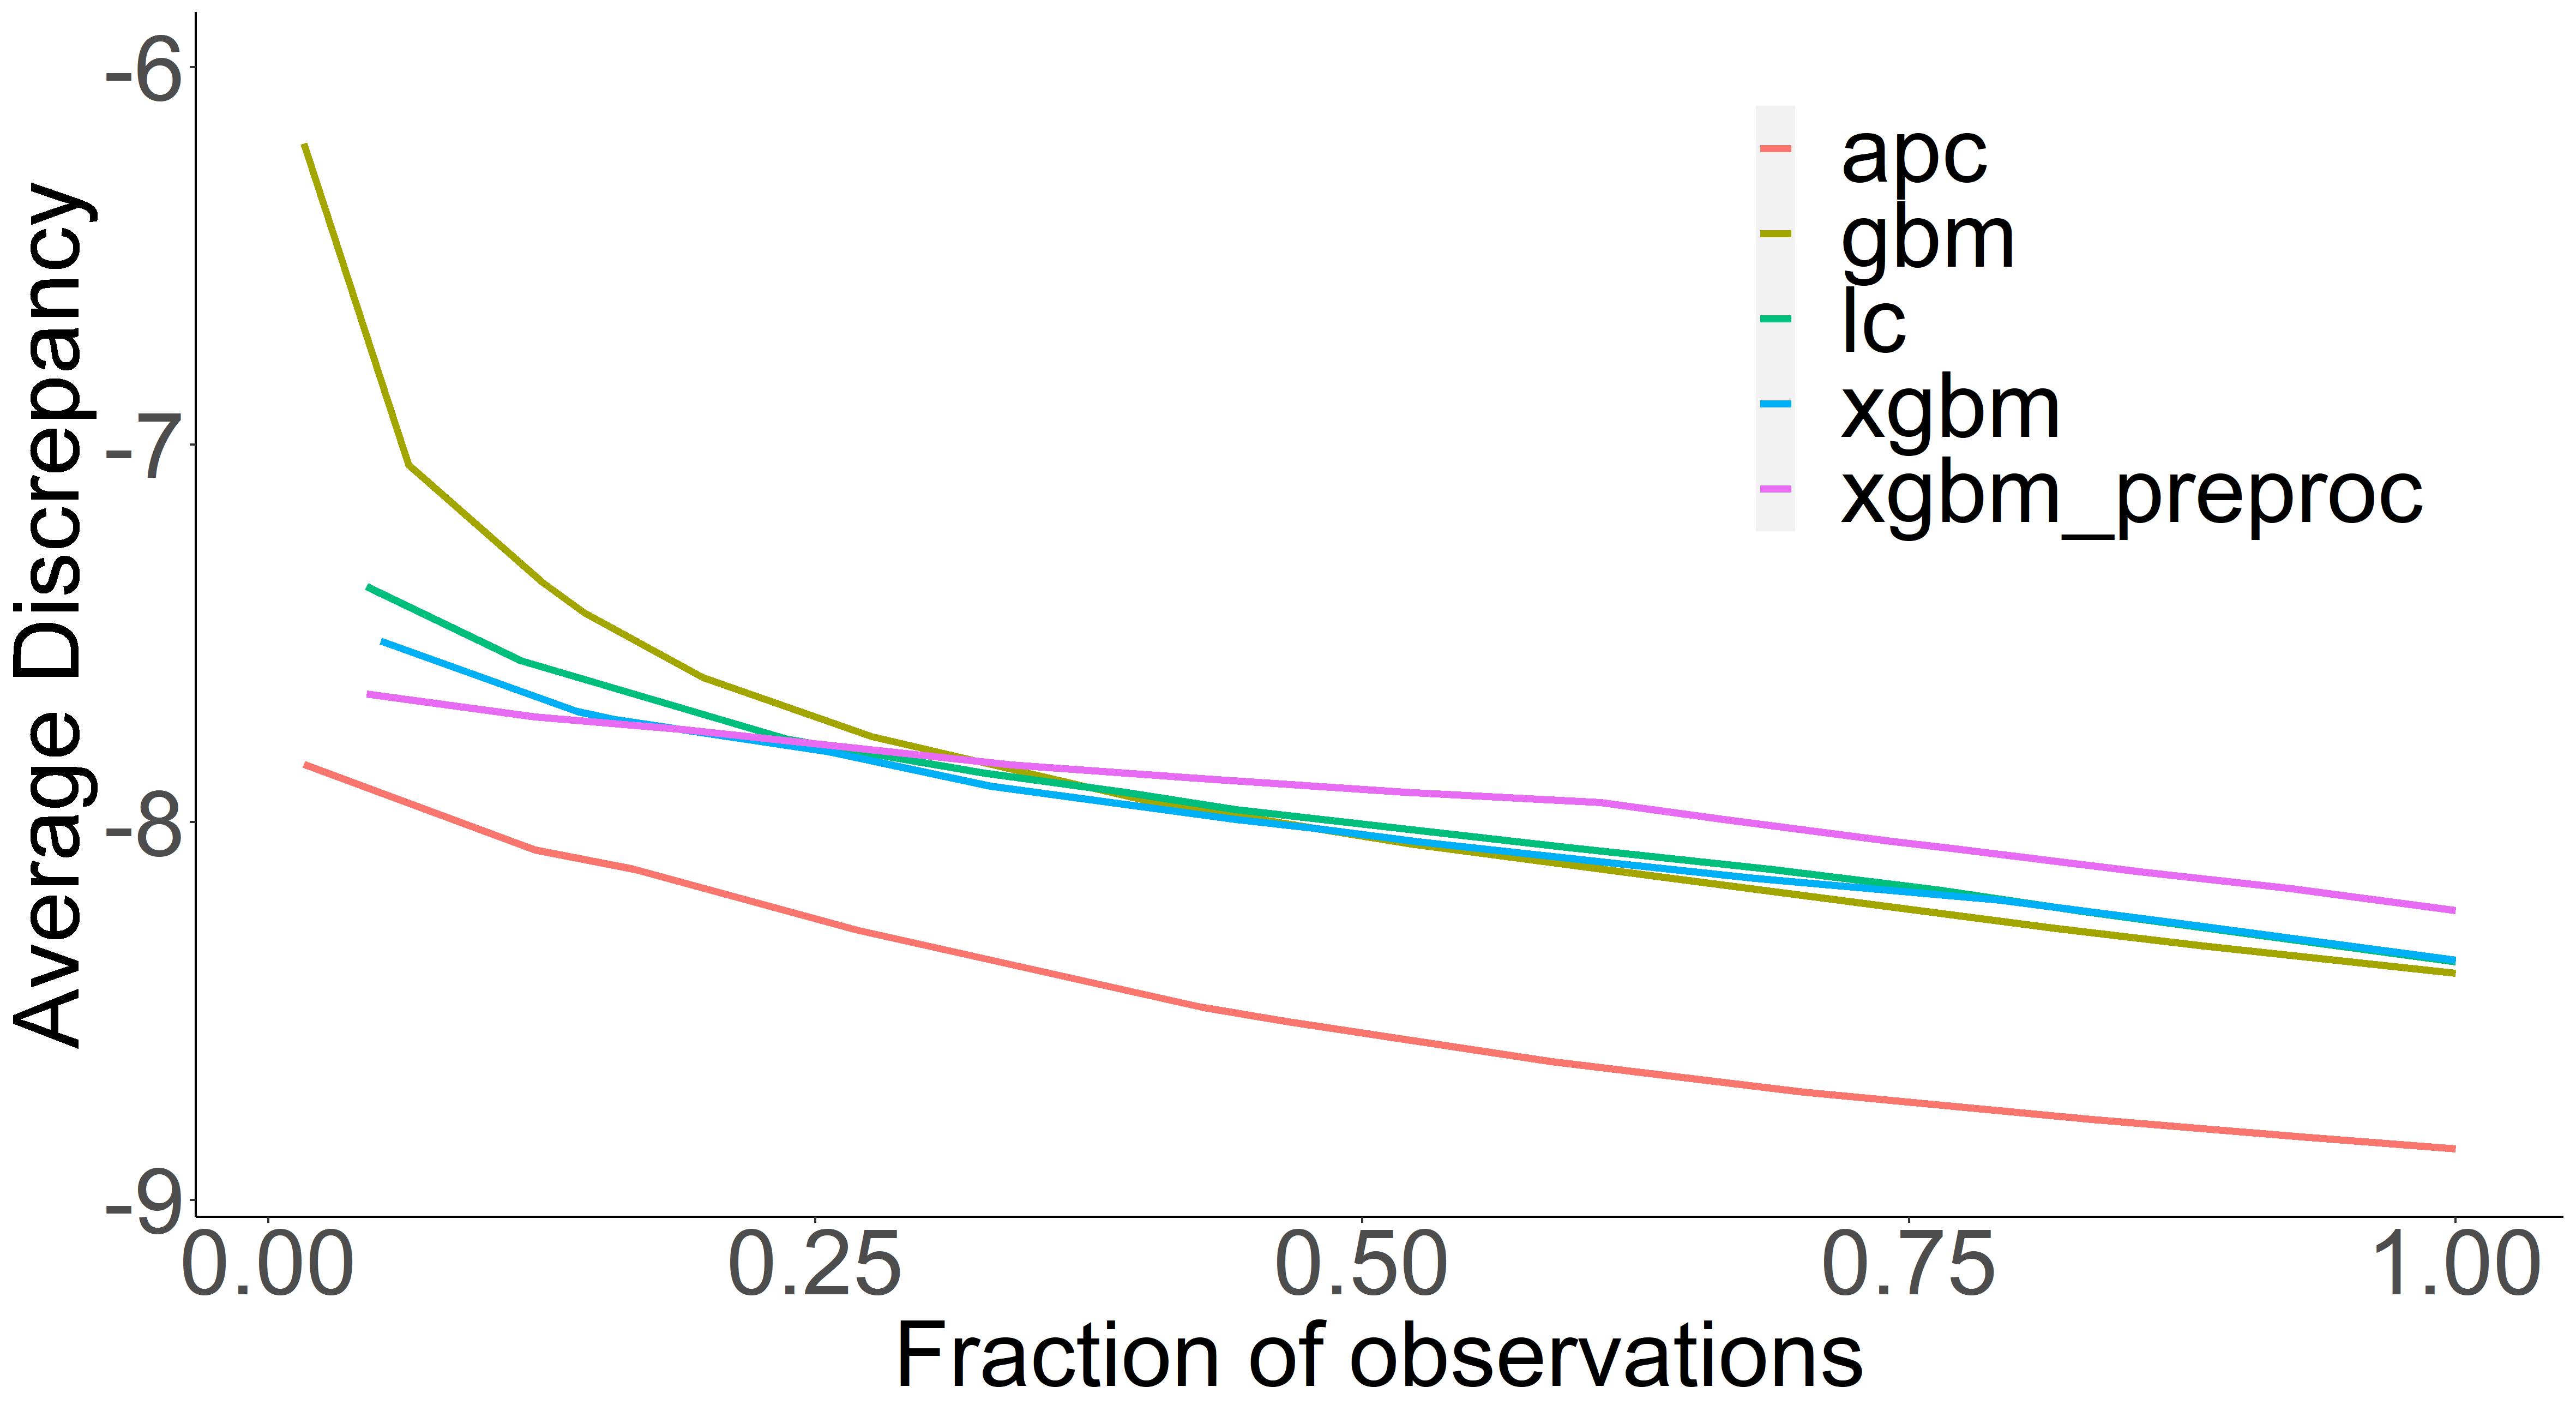 Average Discrepancy
-6
-7
-8
-9
apc
gbm
lc
xgbm
xgbm_preproc
0.00 0.25 0.50 0.75 1.00
Fraction of observations